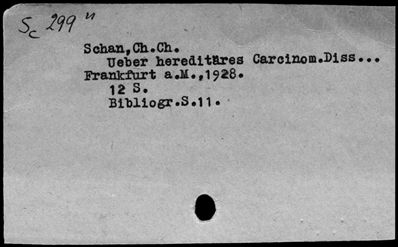 Sc 299 n
Schan,Ch.Ch.
Ueber hereditäres Carcinom.Diss...
Frankfurt a.M.,1928.
12 S.
Bibliogr.S.11.